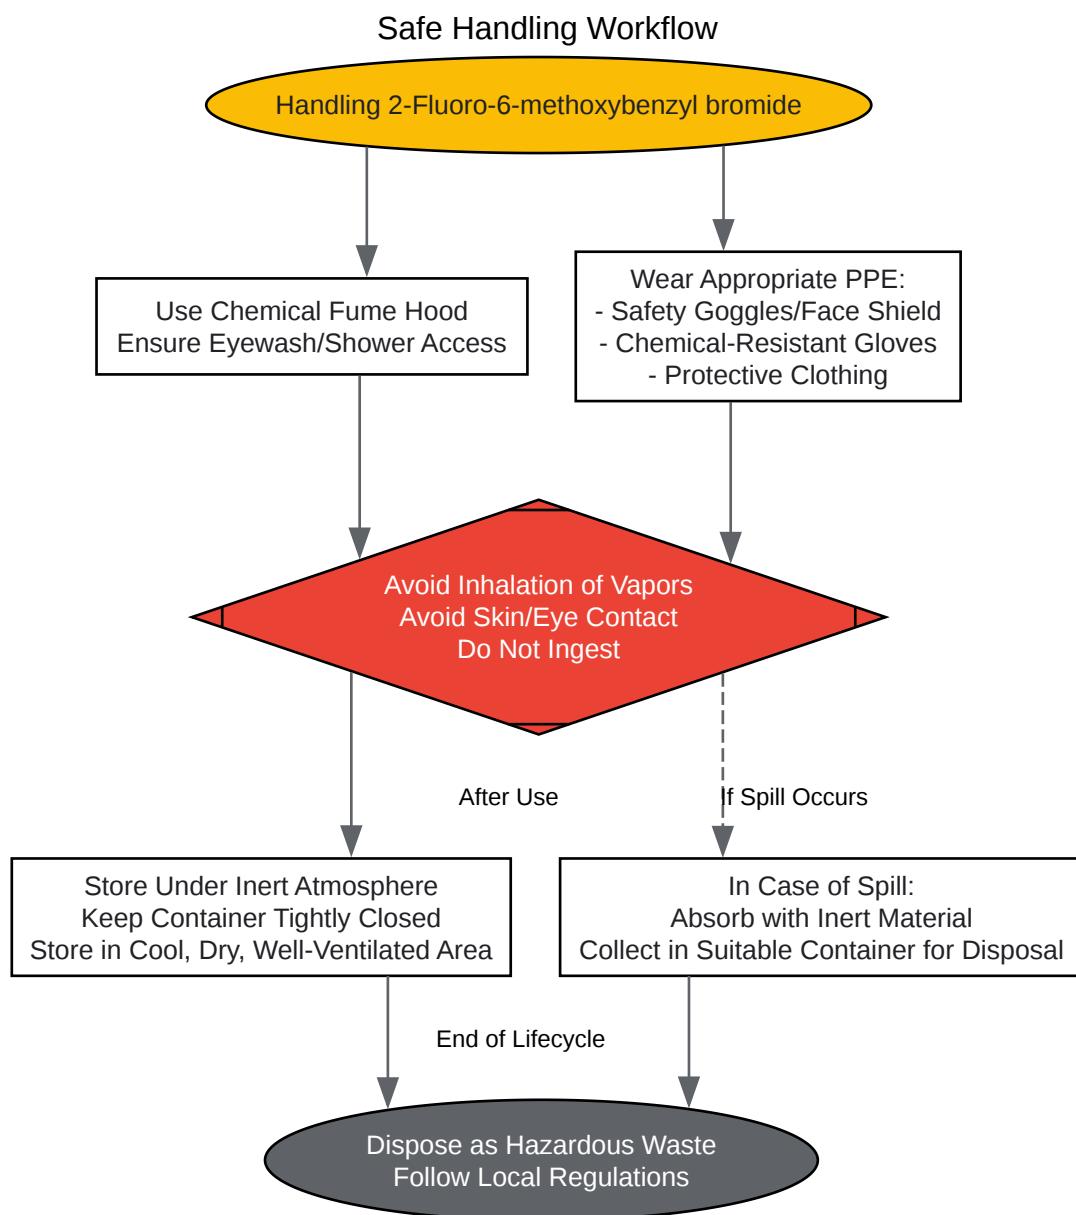 Safe Handling Workflow
Handling 2-Fluoro-6-methoxybenzyl bromide
Use Chemical Fume Hood
Ensure Eyewash/Shower Access
Wear Appropriate PPE:
- Safety Goggles/Face Shield
- Chemical-Resistant Gloves
- Protective Clothing
Avoid Inhalation of Vapors
Avoid Skin/Eye Contact
Do Not Ingest
After Use
If Spill Occurs
Store Under Inert Atmosphere
Keep Container Tightly Closed
Store in Cool, Dry, Well-Ventilated Area
In Case of Spill:
Absorb with Inert Material
Collect in Suitable Container for Disposal
End of Lifecycle
Dispose as Hazardous Waste
Follow Local Regulations